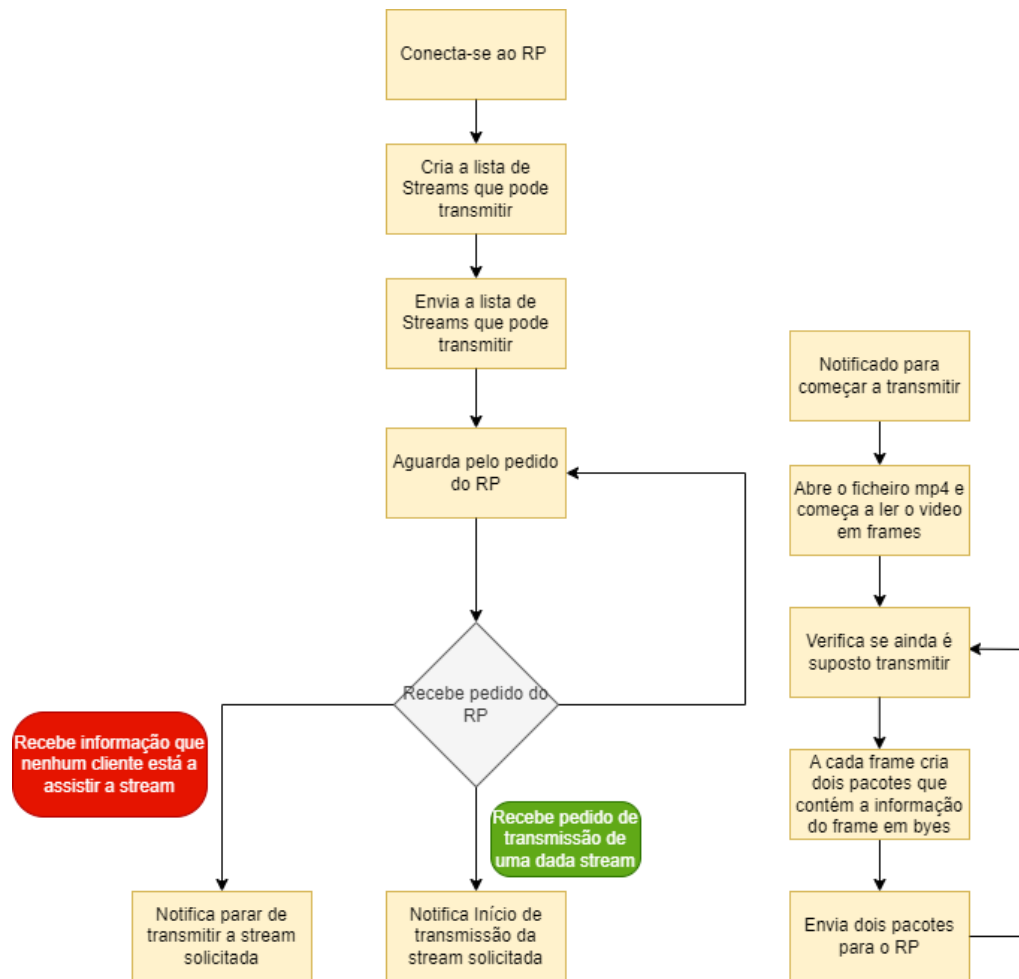 Conecta-se ao RP
Cria a lista de
Streams que pode
transmitir
Envia a lista de
Streams que pode
transmitir
Aguarda pelo pedido
do RP
Recebe pedido do
RP
Recebe informação que
nenhum cliente está a
assistir a stream
Recebe pedido de
transmissão de
uma dada stream
Notifica parar de
transmitir a stream
solicitada
Notifica Início de
transmissão da
stream solicitada
Notificado para
começar a transmitir
Abre o ficheiro mp4 e
começa a ler o video
em frames
Verifica se ainda é
suposto transmitir
A cada frame cria
dois pacotes que
contém a informação
do frame em byes
Envia dois pacotes
para o RP